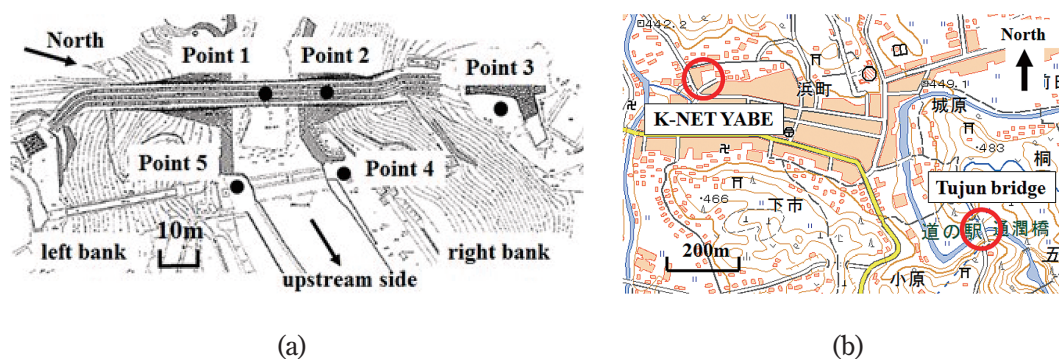 North
Point 1
Point 2
Point 3
Point 5
Point 4
10m
left bank
right bank
upstream side
(a)
442.2
North
浜町
449.1
城原
K-NET YABE
483
桐
Tujun bridge
466
下市
道の駅
通潤橋
200m
小原
五
(b)